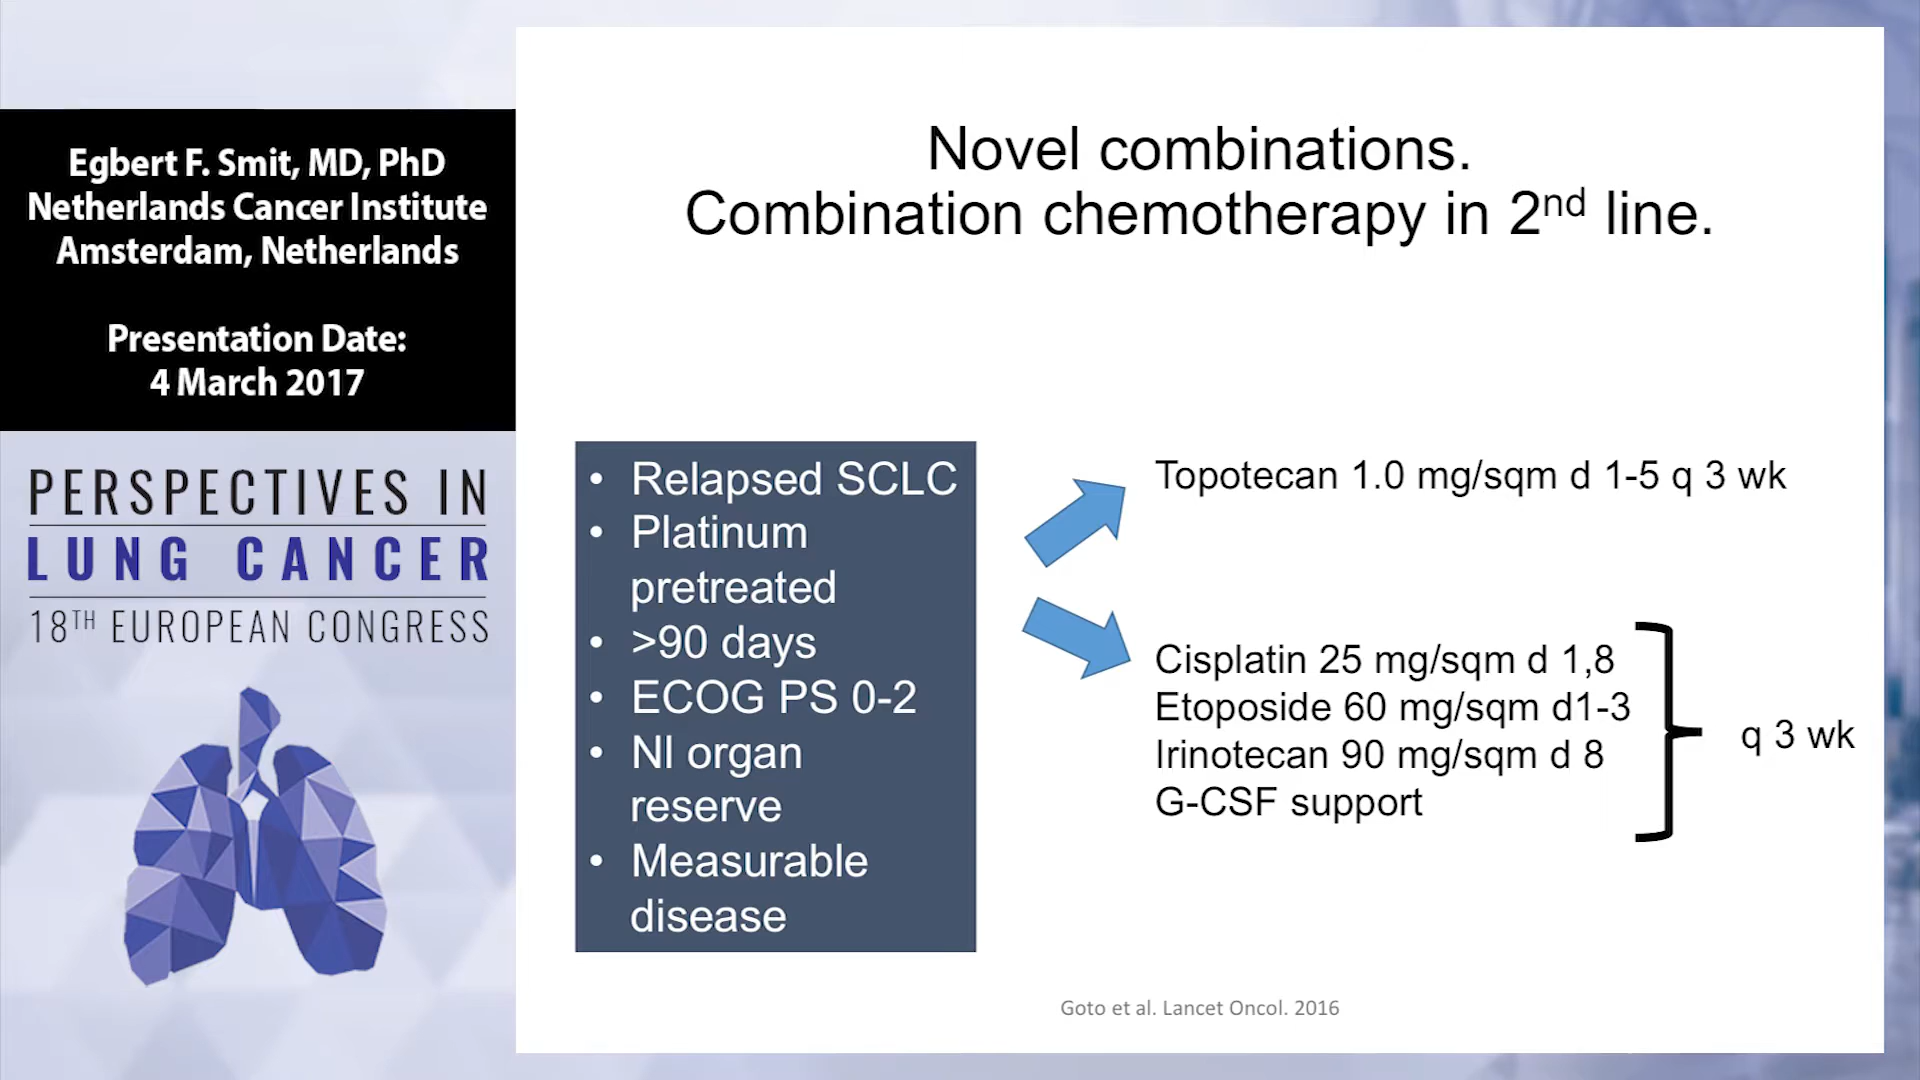 Egbert F. Smit, MD, PhD
Netherlands Cancer Institute
Amsterdam, Netherlands
Presentation Date:
4 March 2017
PERSPECTIVES IN
LUNG CANCER
18TH EUROPEAN CONGRESS
Novel combinations.
Combination chemotherapy in 2nd line.
• Relapsed SCLC
• Platinum
pretreated
• >90 days
• ECOG PS 0-2
• Nl organ
reserve
• Measurable
disease
Topotecan 1.0 mg/sqm d 1-5 q 3 wk
Cisplatin 25 mg/sqm d 1,8
Etoposide 60 mg/sqm d1-3
Irinotecan 90 mg/sqm d 8
G-CSF support
q 3 wk
Goto et al. Lancet Oncol. 2016